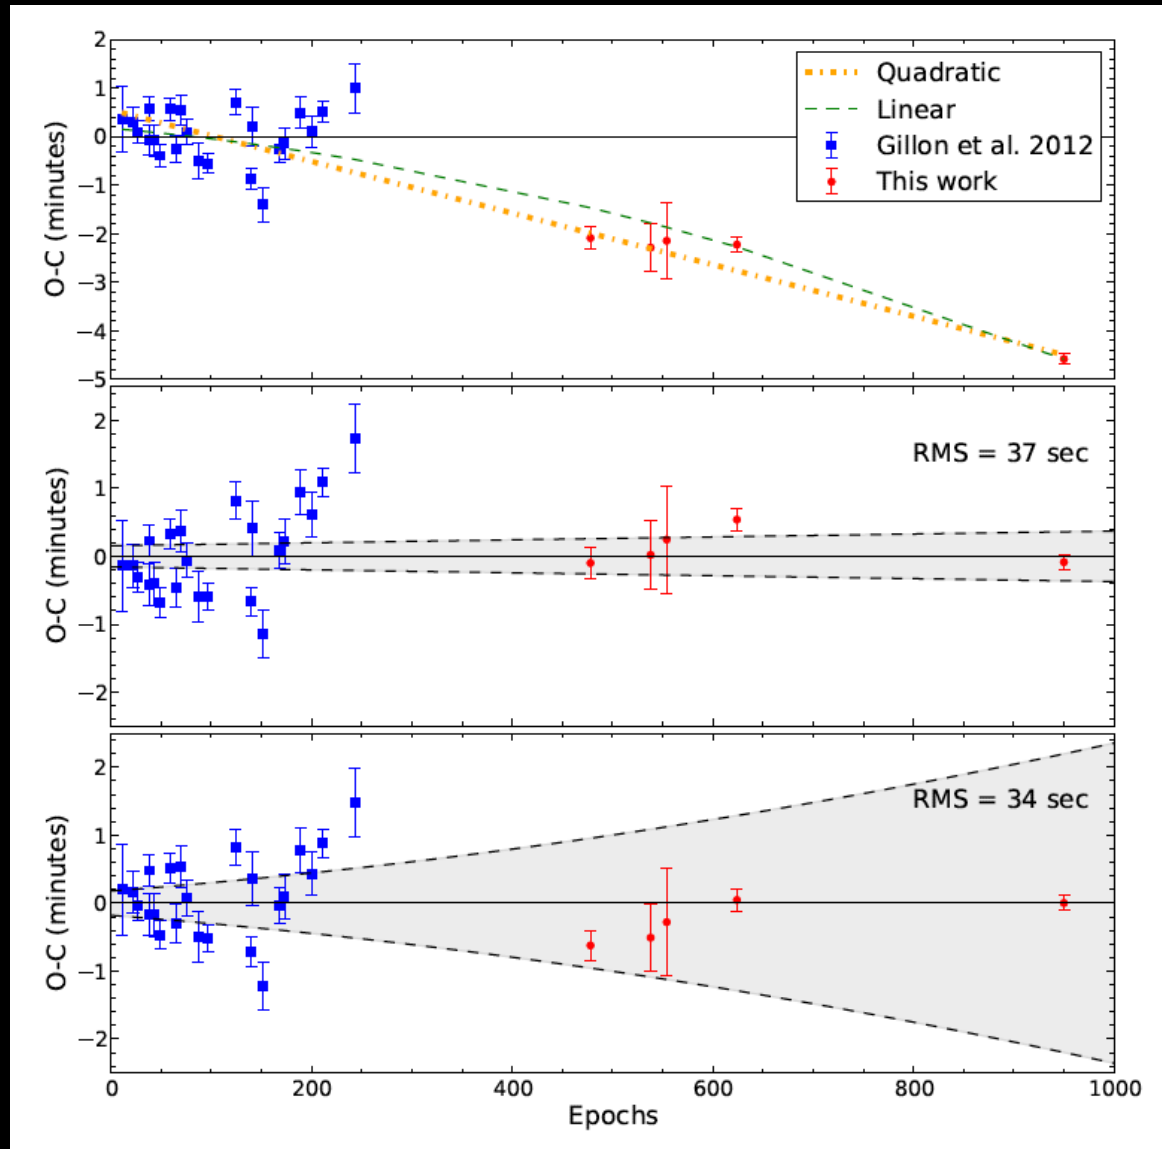 2
1
0
−1
−2
−3
−4
−5
O-C (minutes)
Quadratic
Linear
Gillon et al. 2012
This work
2
1
0
−1
−2
O-C (minutes)
RMS = 37 sec
2
1
0
−1
−2
O-C (minutes)
RMS = 34 sec
0 200 400 600 800 1000
Epochs